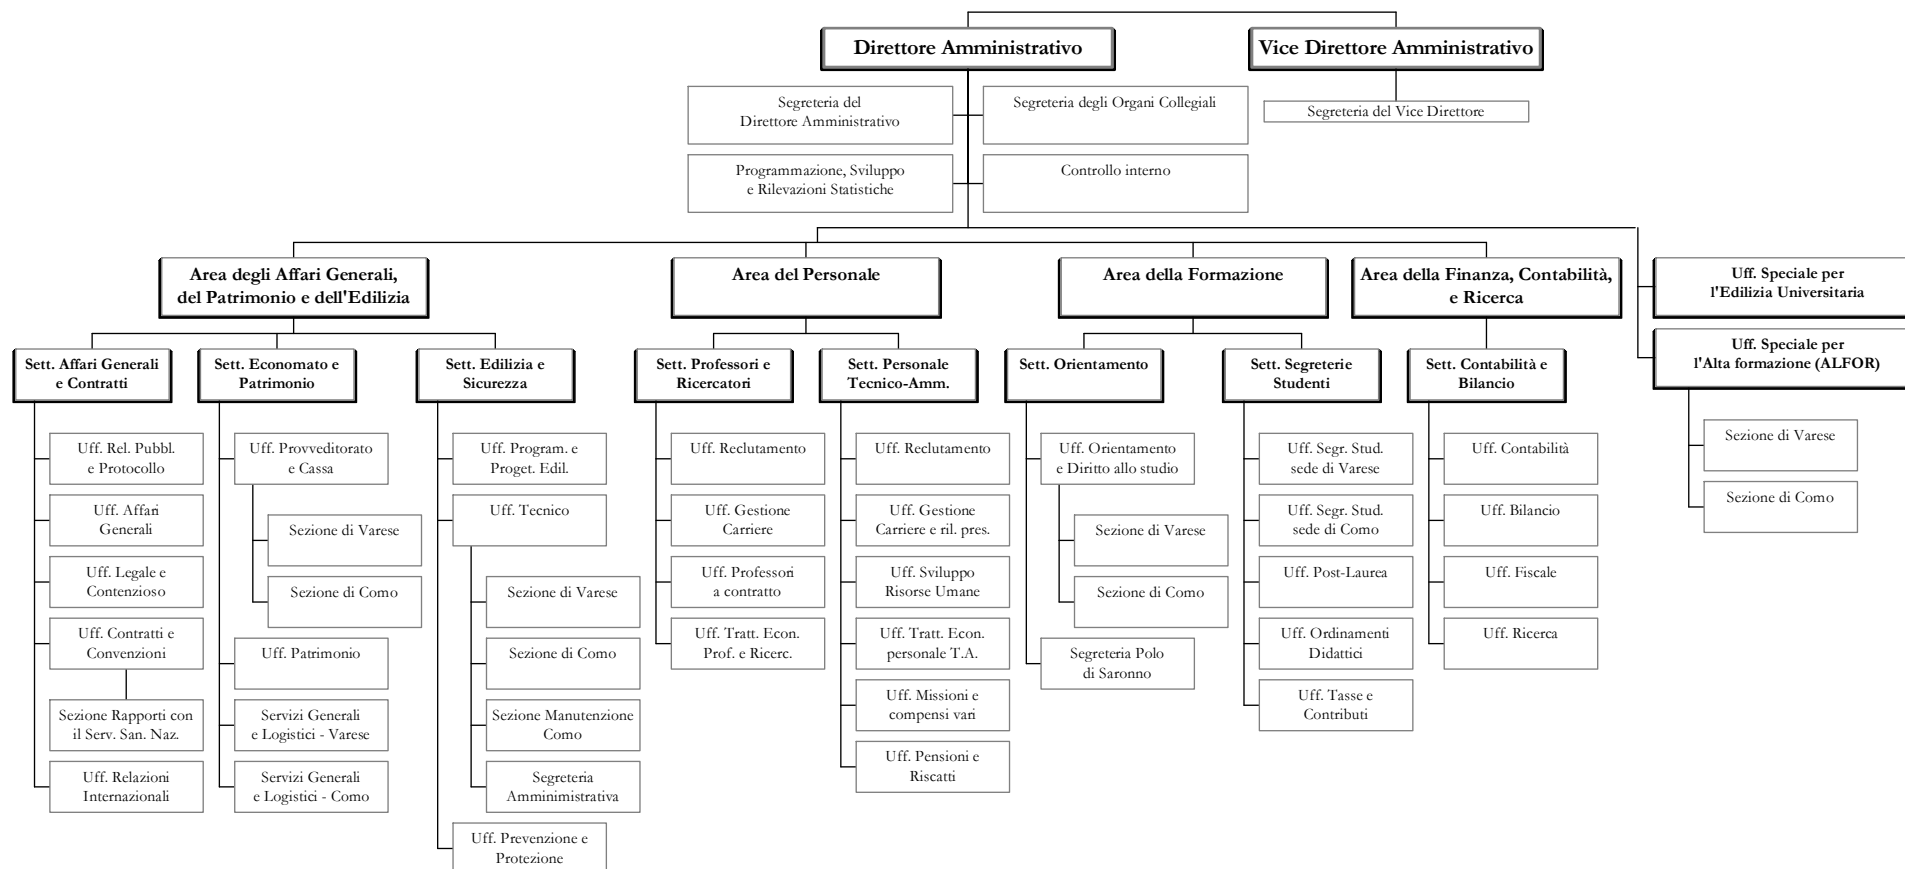 Direttore Amministrativo
Vice Direttore Amministrativo
Segreteria del
Direttore Amministrativo
Segreteria degli Organi Collegiali
Segreteria del Vice Direttore
Programmazione, Sviluppo
e Rilevazioni Statistiche
Controllo interno
Area degli Affari Generali,
del Patrimonio e dell'Edilizia
Area del Personale
Area della Formazione
Area della Finanza, Contabilità,
e Ricerca
Uff. Speciale per
l'Edilizia Universitaria
Uff. Speciale per
l'Alta formazione (ALFOR)
Sezione di Varese
Sezione di Como
Sett. Affari Generali
e Contratti
Uff. Rel. Pubbl.
e Protocollo
Uff. Affari
Generali
Uff. Legale e
Contenzioso
Uff. Contratti e
Convenzioni
Sezione Rapporti con
il Serv. San. Naz.
Uff. Relazioni
Internazionali
Sett. Economato e
Patrimonio
Uff. Provveditorato
e Cassa
Sezione di Varese
Sezione di Como
Uff. Patrimonio
Servizi Generali
e Logistici - Varese
Servizi Generali
e Logistici - Como
Sett. Edilizia e
Sicurezza
Uff. Program. e
Proget. Edil.
Uff. Tecnico
Sezione di Varese
Sezione di Como
Sezione Manutenzione
Como
Segreteria
Amminimistrativa
Uff. Prevenzione e
Protezione
Sett. Professori e
Ricercatori
Uff. Reclutamento
Uff. Gestione
Carriere
Uff. Professori
a contratto
Uff. Tratt. Econ.
Prof. e Ricerc.
Sett. Personale
Tecnico-Amm.
Uff. Reclutamento
Uff. Gestione
Carriere e ril. pres.
Uff. Sviluppo
Risorse Umane
Uff. Tratt. Econ.
personale T.A.
Uff. Missioni e
compensi vari
Uff. Pensioni e
Riscatti
Sett. Orientamento
Uff. Orientamento
e Diritto allo studio
Sezione di Varese
Sezione di Como
Segreteria Polo
di Saronno
Sett. Segreterie
Studenti
Uff. Segr. Stud.
sede di Varese
Uff. Segr. Stud.
sede di Como
Uff. Post-Laurea
Uff. Ordinamenti
Didattici
Uff. Tasse e
Contributi
Sett. Contabilità e
Bilancio
Uff. Contabilità
Uff. Bilancio
Uff. Fiscale
Uff. Ricerca